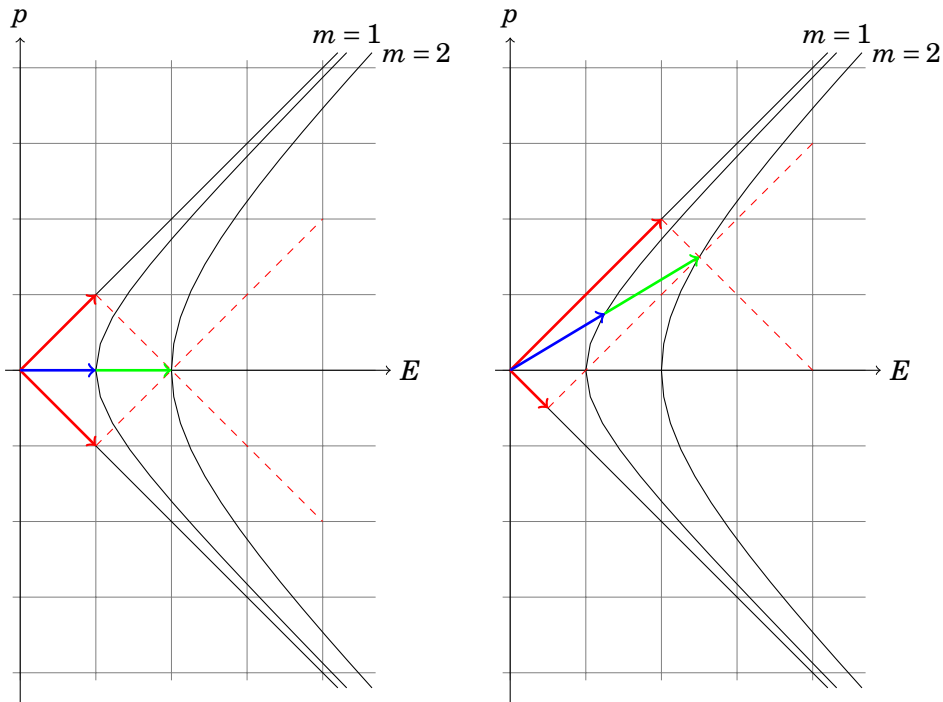 p
m = 1
m = 2
E
p
m = 1
m = 2
E